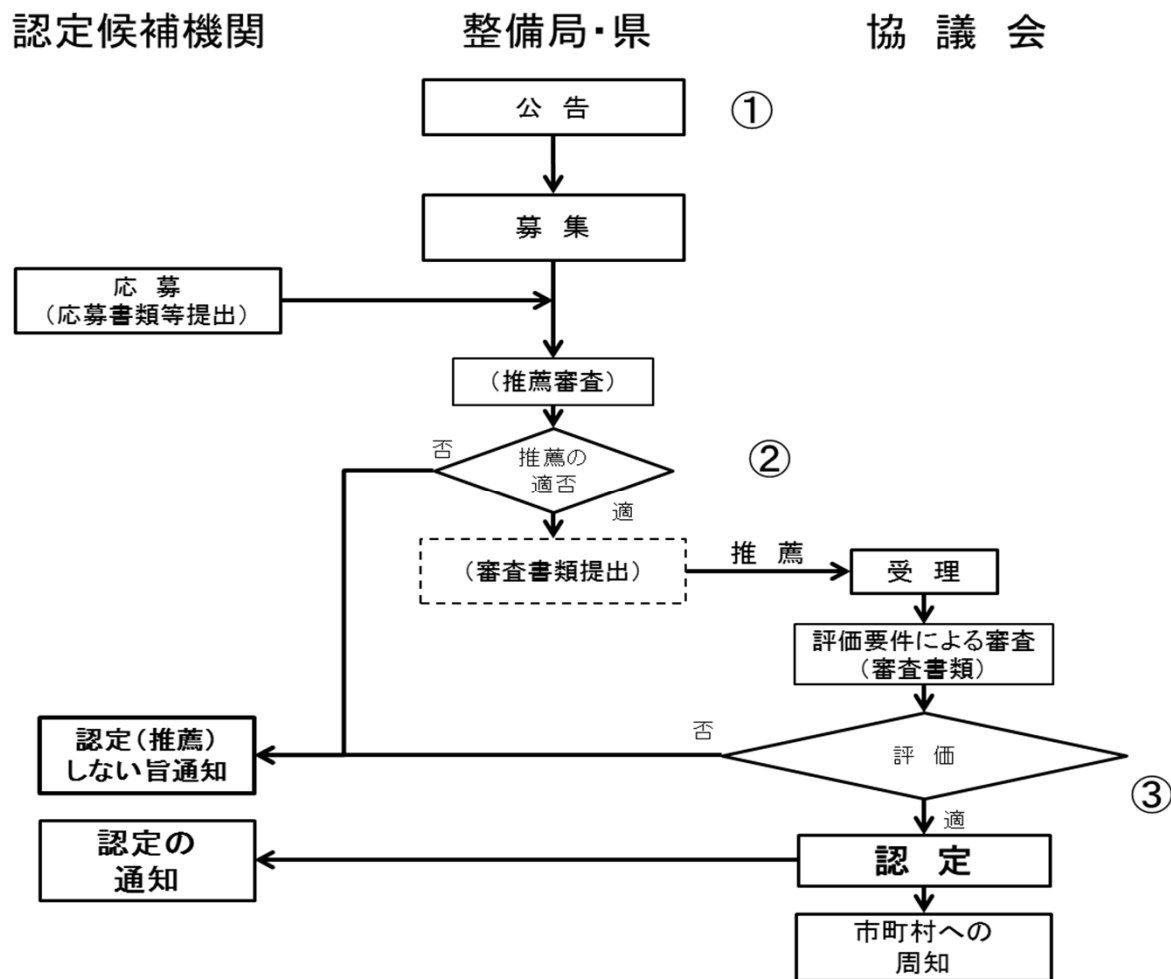 認定候補機関
整備局・県
協 議 会
公 告
①
募 集
応 募
（応募書類等提出）
（推薦審査）
否
推薦の
適否
②
適
（審査書類提出）
推 薦
受 理
評価要件による審査
（審査書類）
否
認定（推薦）
しない旨通知
評 価
③
適
認定の
通知
認 定
市町村への
周知